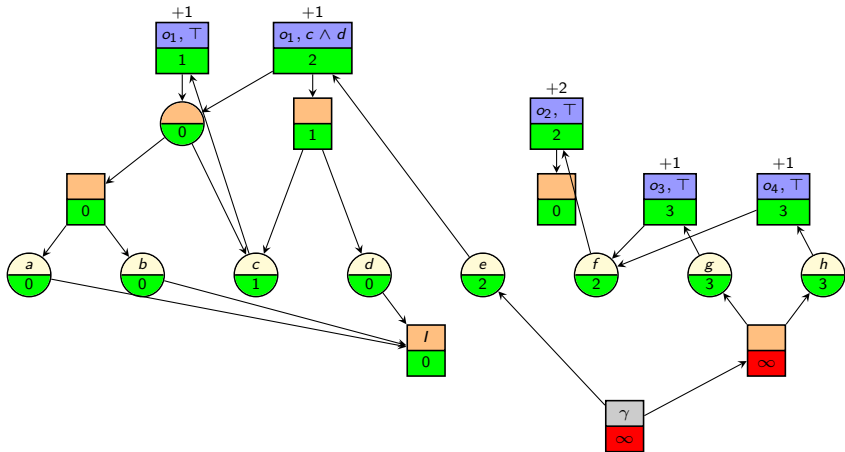 +1 +1
o₁, ⊤ o₁, c ∧ d
1 2
+2
o₂, ⊤
2
0
1
+1 +1
o₃, ⊤ o₄, ⊤
3 3
0
0
a b c d e f g h
0 0 1 0 2 2 3 3
I
0
∞
γ
∞